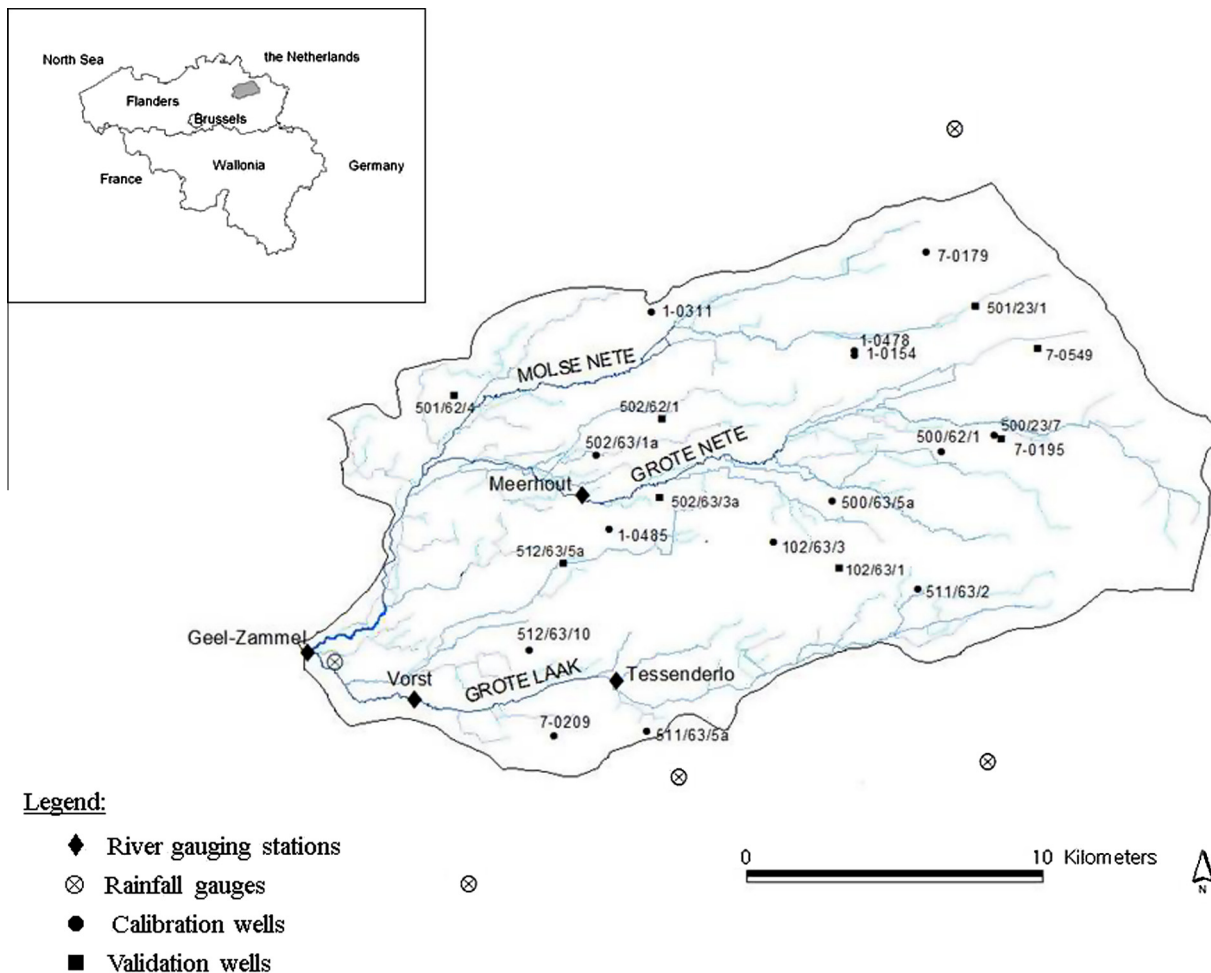 North Sea
the Netherlands
Flanders
Brussels
Wallonia
Germany
France
7-0179
501/23/1
1-0311
1-0478
1-0154
7-0549
MOLSE NETE
501/62/4
502/62/1
502/63/1a
GROTE NETE
500/62/1
500/23/7
7-0195
Meerhout
502/63/3a
500/63/5a
1-0485
102/63/3
512/63/5a
102/63/1
511/63/2
Geel-Zammel
512/63/10
Vorst
GROTE LAAK
Tessenderlo
7-0209
511/63/5a
Legend:
River gauging stations
Rainfall gauges
Calibration wells
Validation wells
0
10 Kilometers
N